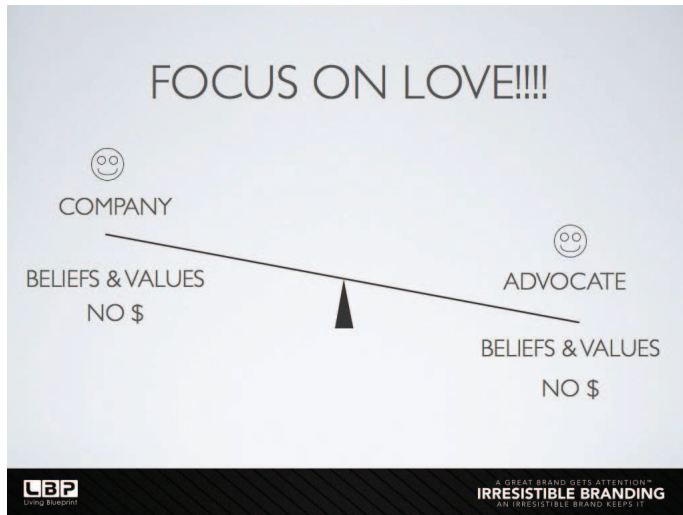 FOCUS ON LOVE!!!!
COMPANY
BELIEFS & VALUES
NO $
ADVOCATE
BELIEFS & VALUES
NO $
LBP
Living Blueprint
A GREAT BRAND GETS ATTENTION™
IRRESISTIBLE BRANDING
AN IRRESISTIBLE BRAND KEEPS IT